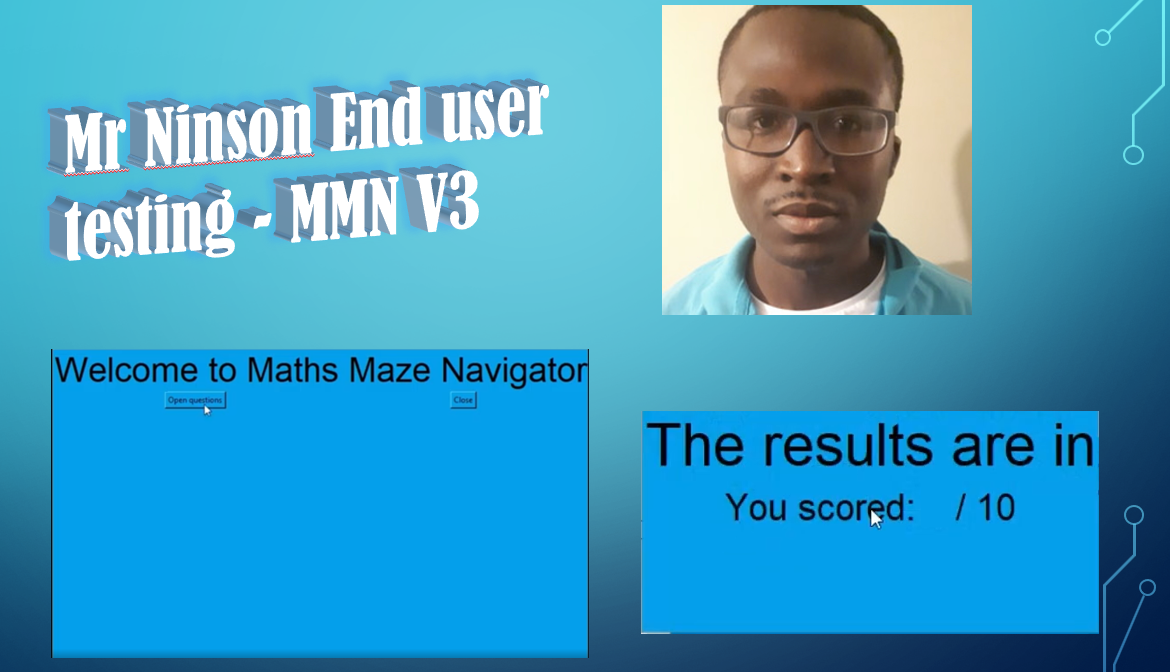 Mr Ninson End user
testing - MMN V3
Welcome to Maths Maze Navigator
Open questions
Close
The results are in
You scored: / 10